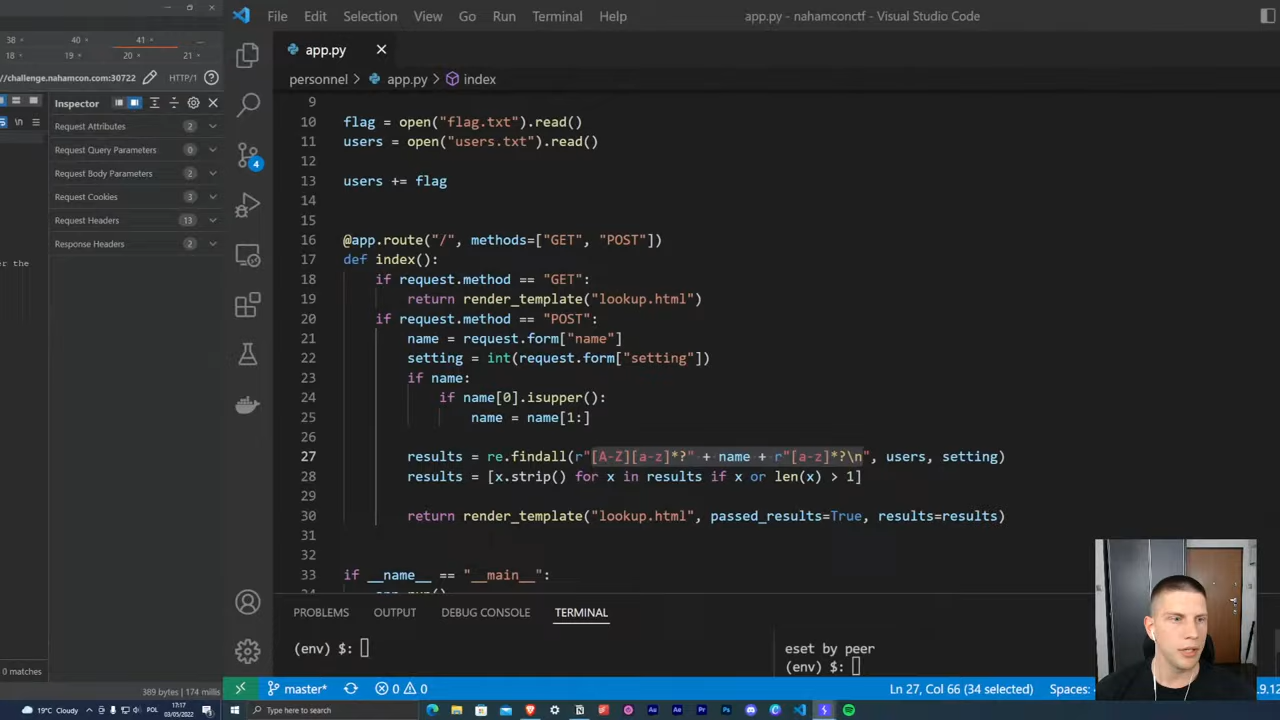 File Edit Selection View Go Run Terminal Help
app.py - nahamconctf - Visual Studio Code
38 × 40 × 41 ×
18 × 19 × 20 × 21 ×
//challenge.nahamcon.com:30722 HTTP/1
Inspector
Request Attributes 2
Request Query Parameters 0
Request Body Parameters 2
Request Cookies 3
Request Headers 13
Response Headers 2
er the
0 matches
389 bytes | 174 millis
4
app.py
personnel > app.py > index
9
10 flag = open("flag.txt").read()
11 users = open("users.txt").read()
12
13 users += flag
14
15
16 @app.route("/", methods=["GET", "POST"])
17 def index():
18 if request.method == "GET":
19 return render_template("lookup.html")
20 if request.method == "POST":
21 name = request.form["name"]
22 setting = int(request.form["setting"])
23 if name:
24 if name[0].isupper():
25 name = name[1:]
26
27 results = re.findall(r"[A-Z][a-z]*?" + name + r"[a-z]*?\n", users, setting)
28 results = [x.strip() for x in results if x or len(x) > 1]
29
30 return render_template("lookup.html", passed_results=True, results=results)
31
32
33 if __name__ == "__main__":
PROBLEMS OUTPUT DEBUG CONSOLE TERMINAL
(env) $:
eset by peer
(env) $:
master* 0 0 Ln 27, Col 66 (34 selected) Spaces:
Type here to search
19°C Cloudy POL 17:17
03/05/2022